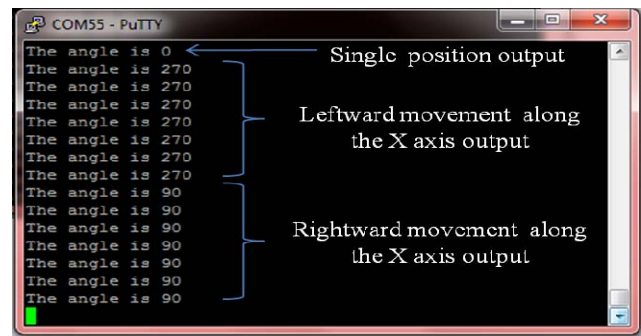 COM55 - PuTTY
The angle is 0
Single position output
The angle is 270
The angle is 270
The angle is 270
The angle is 270
The angle is 270
The angle is 270
The angle is 270
Leftward movement along
the X axis output
The angle is 90
The angle is 90
The angle is 90
The angle is 90
The angle is 90
The angle is 90
The angle is 90
Rightward movement along
the X axis output